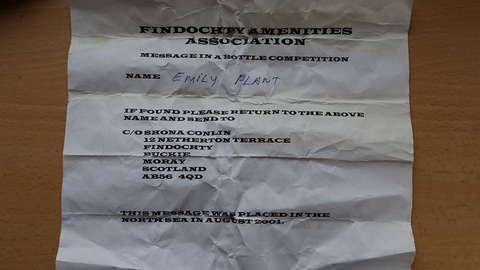 FINDOCHTY AMENITIES
ASSOCIATION
MESSAGE IN A BOTTLE COMPETITION
NAME EMILY PLANT
IF FOUND PLEASE RETURN TO THE ABOVE
NAME AND SEND TO
C/O SHONA CONLIN
12 NETHERTON TERRACE
FINDOCHTY
BUCKIE
MORAY
SCOTLAND
AB56 4QD
THIS MESSAGE WAS PLACED IN THE
NORTH SEA IN AUGUST 2001.